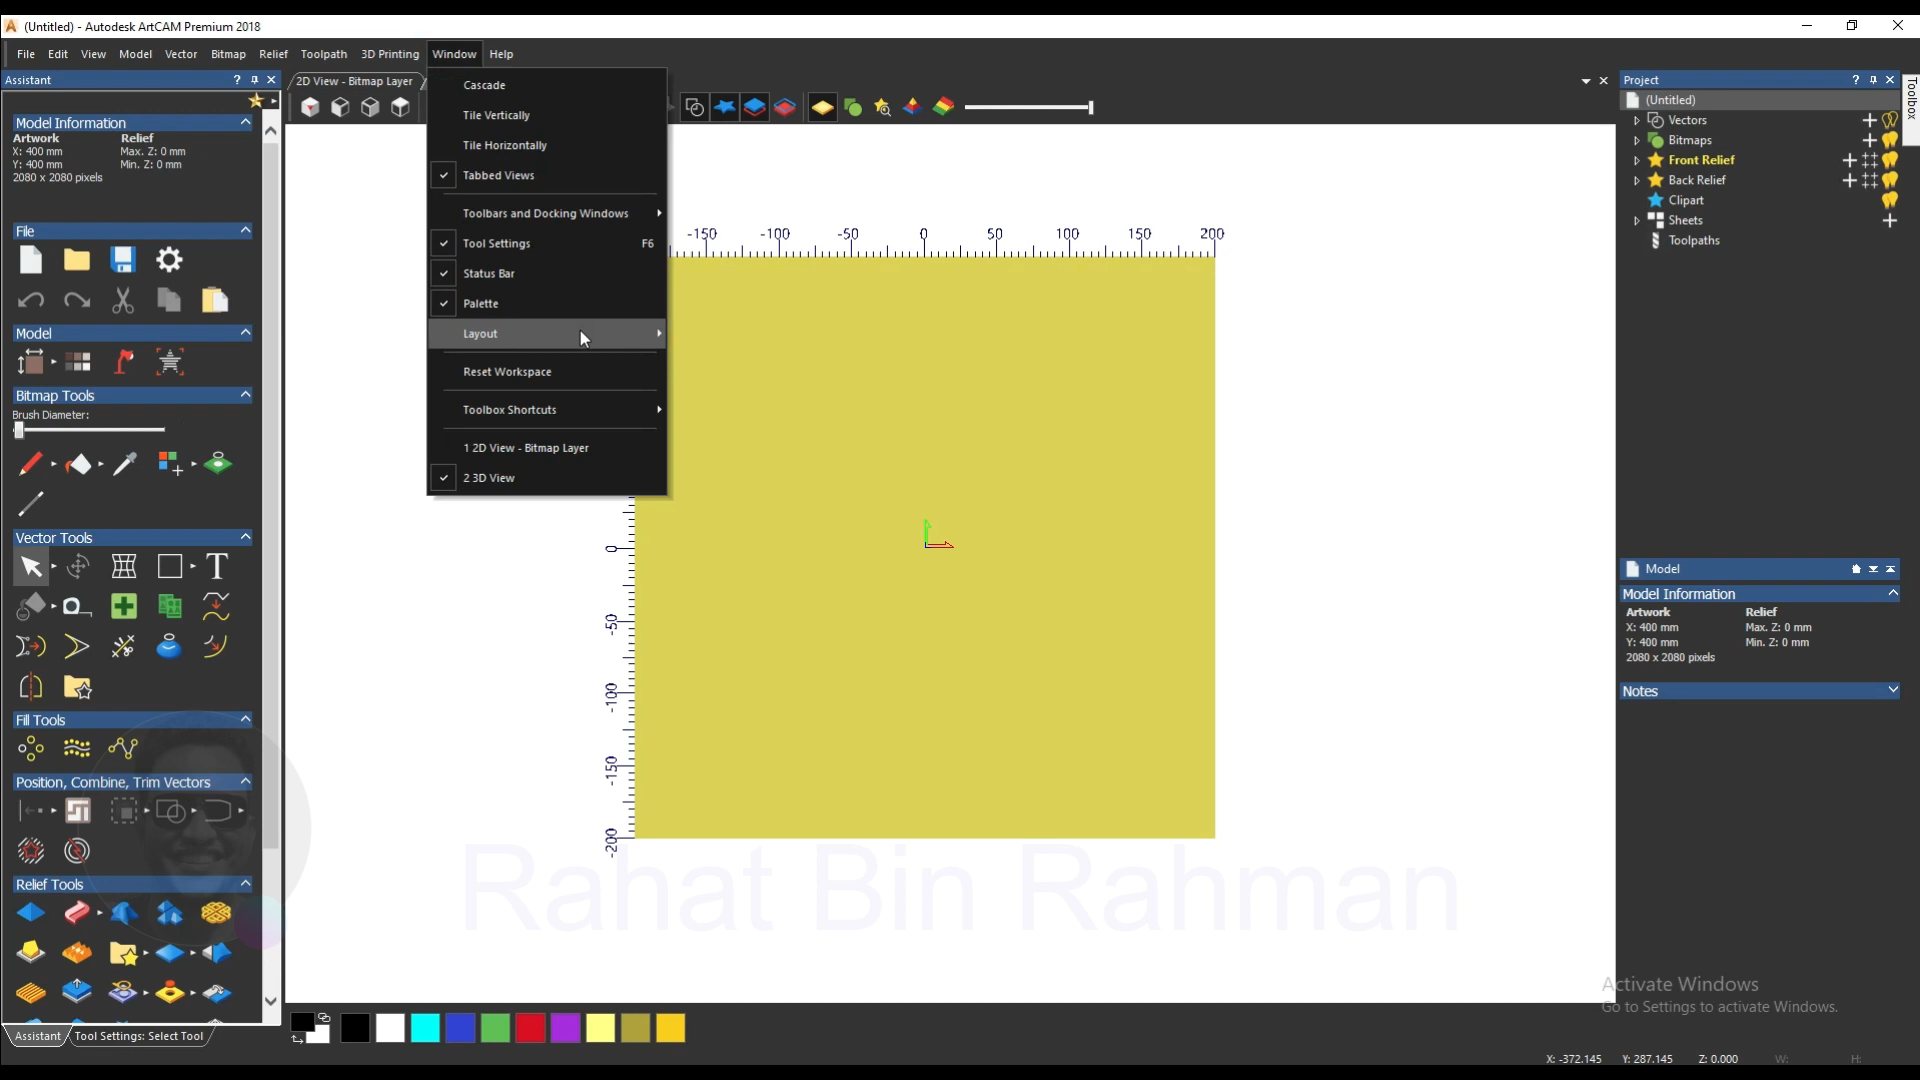 (Untitled) - Autodesk ArtCAM Premium 2018
File Edit View Model Vector Bitmap Relief Toolpath 3D Printing Window Help
Assistant
2D View - Bitmap Layer
Model Information
Artwork Relief
X: 400 mm Max. Z: 0 mm
Y: 400 mm Min. Z: 0 mm
2080 x 2080 pixels
File
Model
Bitmap Tools
Brush Diameter:
Vector Tools
Fill Tools
Position, Combine, Trim Vectors
Relief Tools
Assistant Tool Settings: Select Tool
Cascade
Tile Vertically
Tile Horizontally
Tabbed Views
Toolbars and Docking Windows
Tool Settings F6
Status Bar
Palette
Layout
Reset Workspace
Toolbox Shortcuts
1 2D View - Bitmap Layer
2 3D View
-150 -100 -50 0 50 100 150 200
0
-50
-100
-150
-200
Rahat Bin Rahman
Project
Toolbox
(Untitled)
Vectors
Bitmaps
Front Relief
Back Relief
Clipart
Sheets
Toolpaths
Model
Model Information
Artwork Relief
X: 400 mm Max. Z: 0 mm
Y: 400 mm Min. Z: 0 mm
2080 x 2080 pixels
Notes
Activate Windows
Go to Settings to activate Windows.
X: -372.145 Y: 287.145 Z: 0.000 W: H: